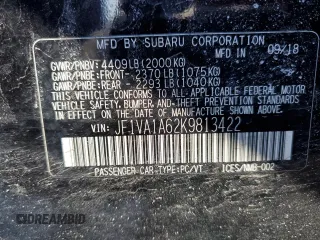 MFD. BY SUBARU CORPORATION
GVWR/PNBV: 4409LB(2000KG) 09/18
GAWR/PNBE: FRONT- 2370LB(1075KG)
GAWR/PNBE: REAR - 2293LB(1040KG)
THIS VEHICLE CONFORMS TO ALL APPLICABLE FEDERAL MOTOR
VEHICLE SAFETY, BUMPER, AND THEFT PREVENTION STANDARDS
IN EFFECT ON THE DATE OF MANUFACTURE SHOWN ABOVE.
VIN: JF1VA1A62K9813422
PASSENGER CAR-TYPE:PC/VT ICES/NMB-002
© DREAMBID